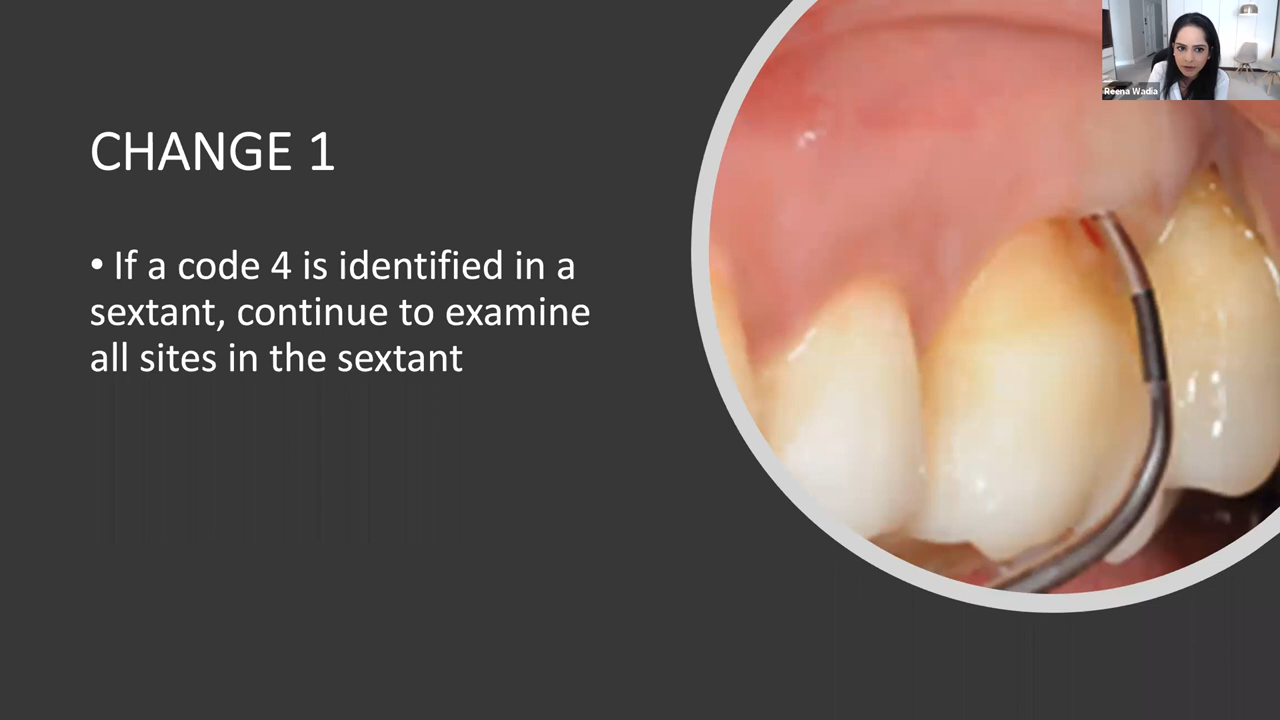 CHANGE 1
• If a code 4 is identified in a
sextant, continue to examine
all sites in the sextant
Reena Wadia